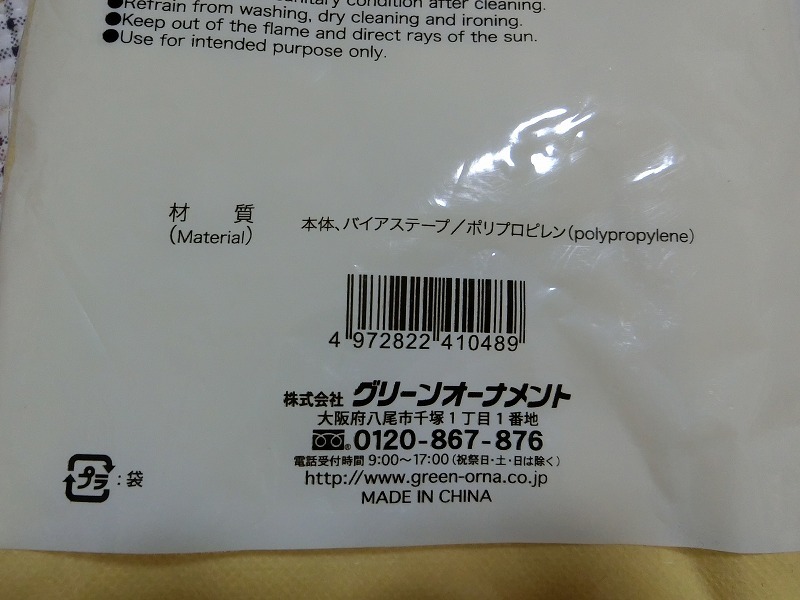 sanitary condition after cleaning.
●Refrain from washing, dry cleaning and ironing.
●Keep out of the flame and direct rays of the sun.
●Use for intended purpose only.
材 質 本体、バイアステープ／ポリプロピレン(polypropylene)
(Material)
4 972822 410489
株式会社 グリーンオーナメント
大阪府八尾市千塚1丁目1番地
0120-867-876
電話受付時間 9:00〜17:00(祝祭日・土・日は除く)
http://www.green-orna.co.jp
MADE IN CHINA
プラ:袋